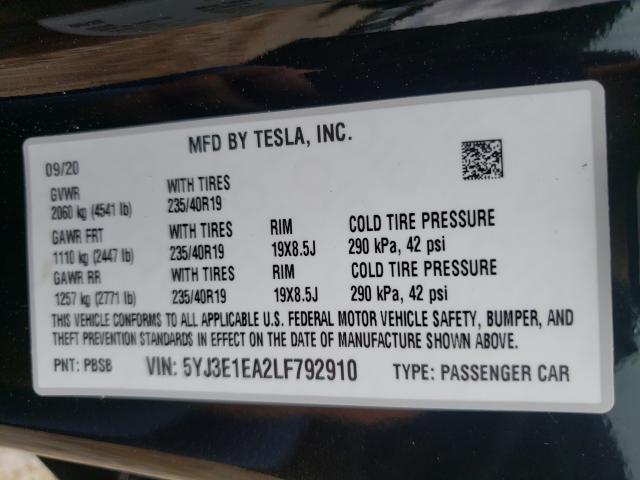 MFD BY TESLA, INC.
09/20
GVWR WITH TIRES
2060 kg (4541 lb) 235/40R19
GAWR FRT WITH TIRES RIM COLD TIRE PRESSURE
1110 kg (2447 lb) 235/40R19 19X8.5J 290 kPa, 42 psi
GAWR RR WITH TIRES RIM COLD TIRE PRESSURE
1257 kg (2771 lb) 235/40R19 19X8.5J 290 kPa, 42 psi
THIS VEHICLE CONFORMS TO ALL APPLICABLE U.S. FEDERAL MOTOR VEHICLE SAFETY, BUMPER, AND
THEFT PREVENTION STANDARDS IN EFFECT ON THE DATE OF MANUFACTURE SHOWN ABOVE.
PNT: PBSB VIN: 5YJ3E1EA2LF792910 TYPE: PASSENGER CAR